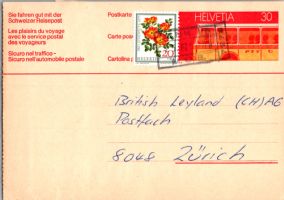 Sie fahren gut mit der
Schweizer Reisepost
Les plaisirs du voyage
avec le service postal
des voyageurs
Sicuro nel traffico -
Sicuro nell'automobile postale
Postkarte
Carte postale
Cartolina
HELVETIA 30
British Leyland (CH)AG
Postfach
8048 Zürich